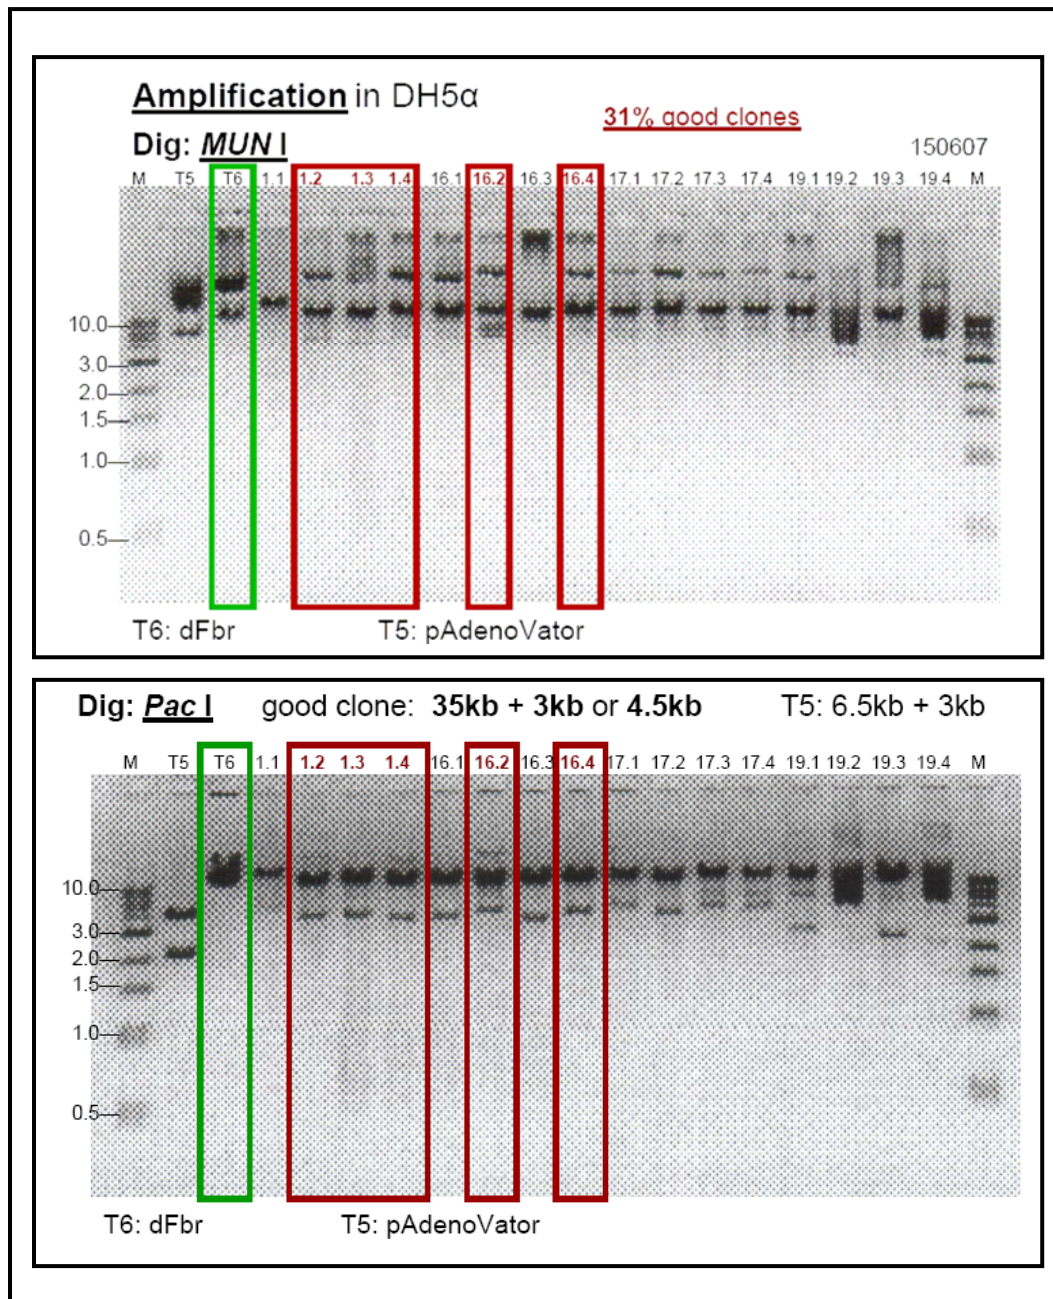 Amplification in DH5α
31% good clones
Dig: MUN I
150607
M T5 T6 1.1 1.2 1.3 1.4 16.1 16.2 16.3 16.4 17.1 17.2 17.3 17.4 19.1 19.2 19.3 19.4 M
10.0
3.0
2.0
1.5
1.0
0.5
T6: dFbr T5: pAdenoVator
Dig: Pac I good clone: 35kb + 3kb or 4.5kb T5: 6.5kb + 3kb
M T5 T6 1.1 1.2 1.3 1.4 16.1 16.2 16.3 16.4 17.1 17.2 17.3 17.4 19.1 19.2 19.3 19.4 M
10.0
3.0
2.0
1.5
1.0
0.5
T6: dFbr T5: pAdenoVator